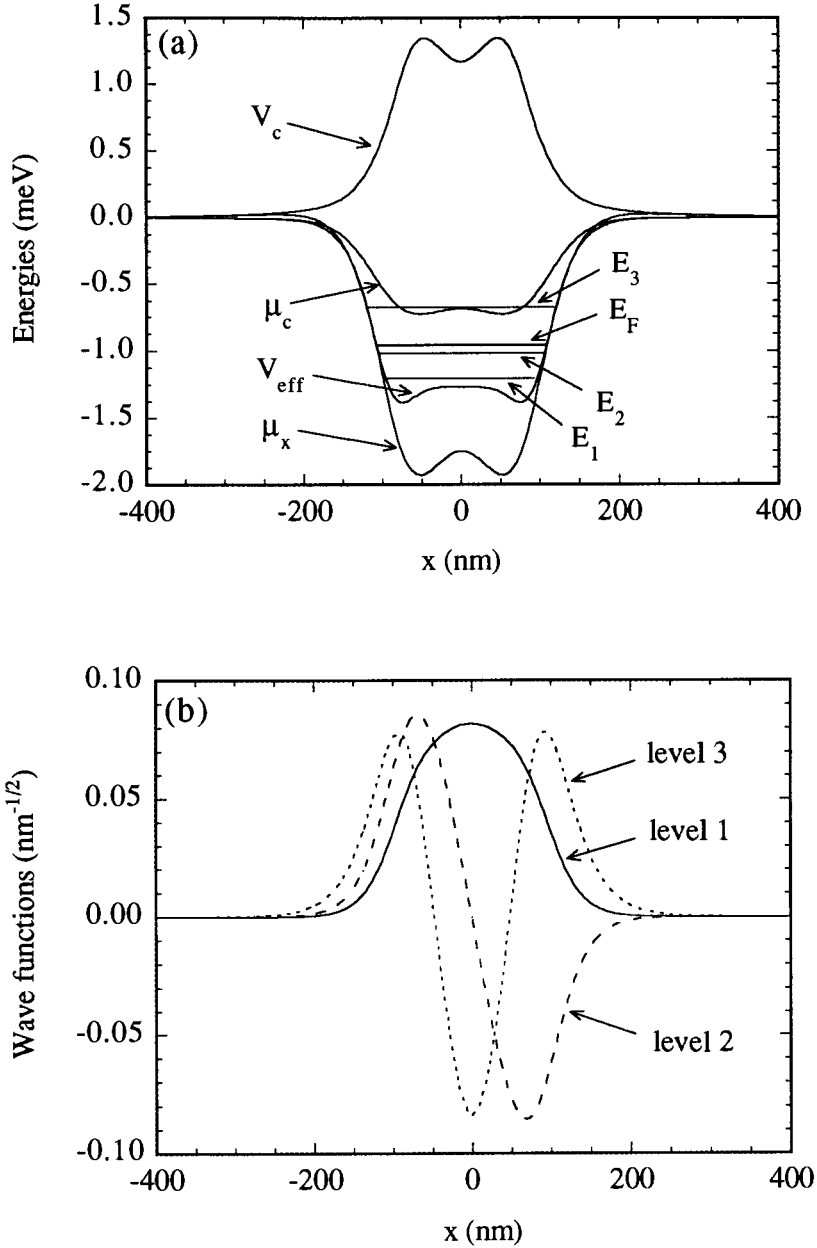 (a)
1.5
1.0
0.5
0.0
-0.5
-1.0
-1.5
-2.0
Energies (meV)
V_c
μ_c
V_eff
μ_x
E_3
E_F
E_2
E_1
-400 -200 0 200 400
x (nm)
(b)
0.10
0.05
0.00
-0.05
-0.10
Wave functions (nm^-1/2)
level 3
level 1
level 2
-400 -200 0 200 400
x (nm)